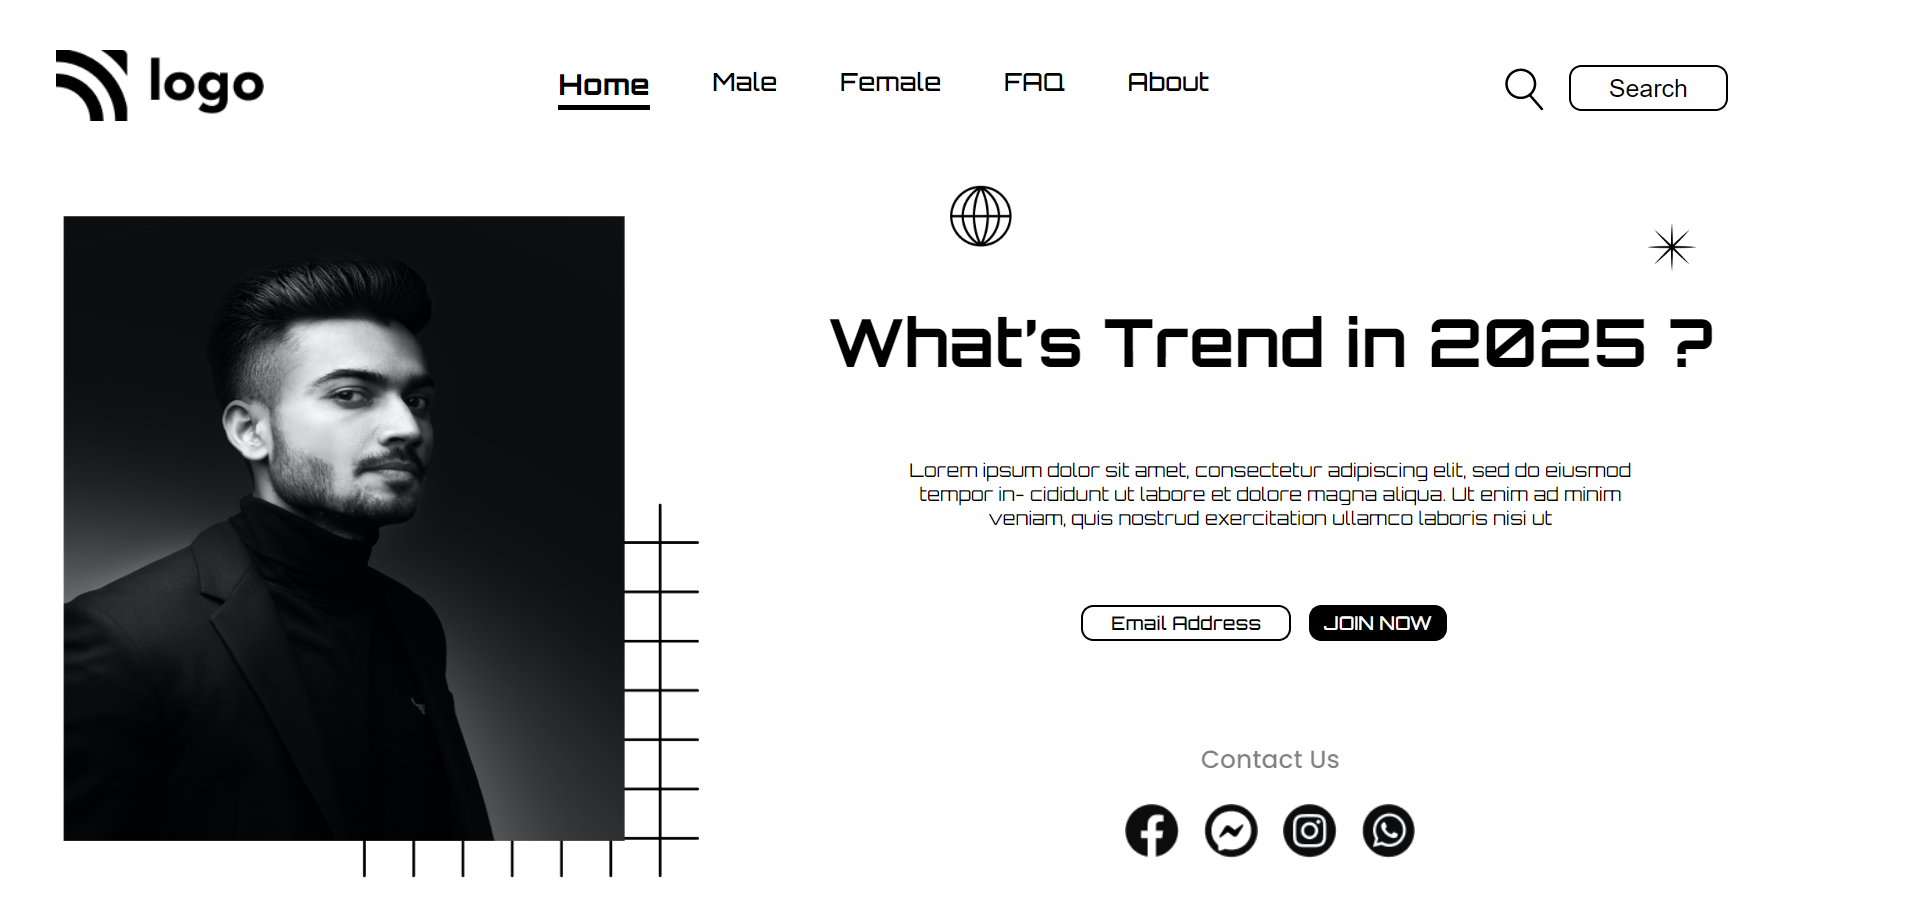 logo
Home
Male
Female
FAQ
About
Search
What's Trend in 2025 ?
Lorem ipsum dolor sit amet, consectetur adipiscing elit, sed do eiusmod
tempor in- cididunt ut labore et dolore magna aliqua. Ut enim ad minim
veniam, quis nostrud exercitation ullamco laboris nisi ut
Email Address
JOIN NOW
Contact Us